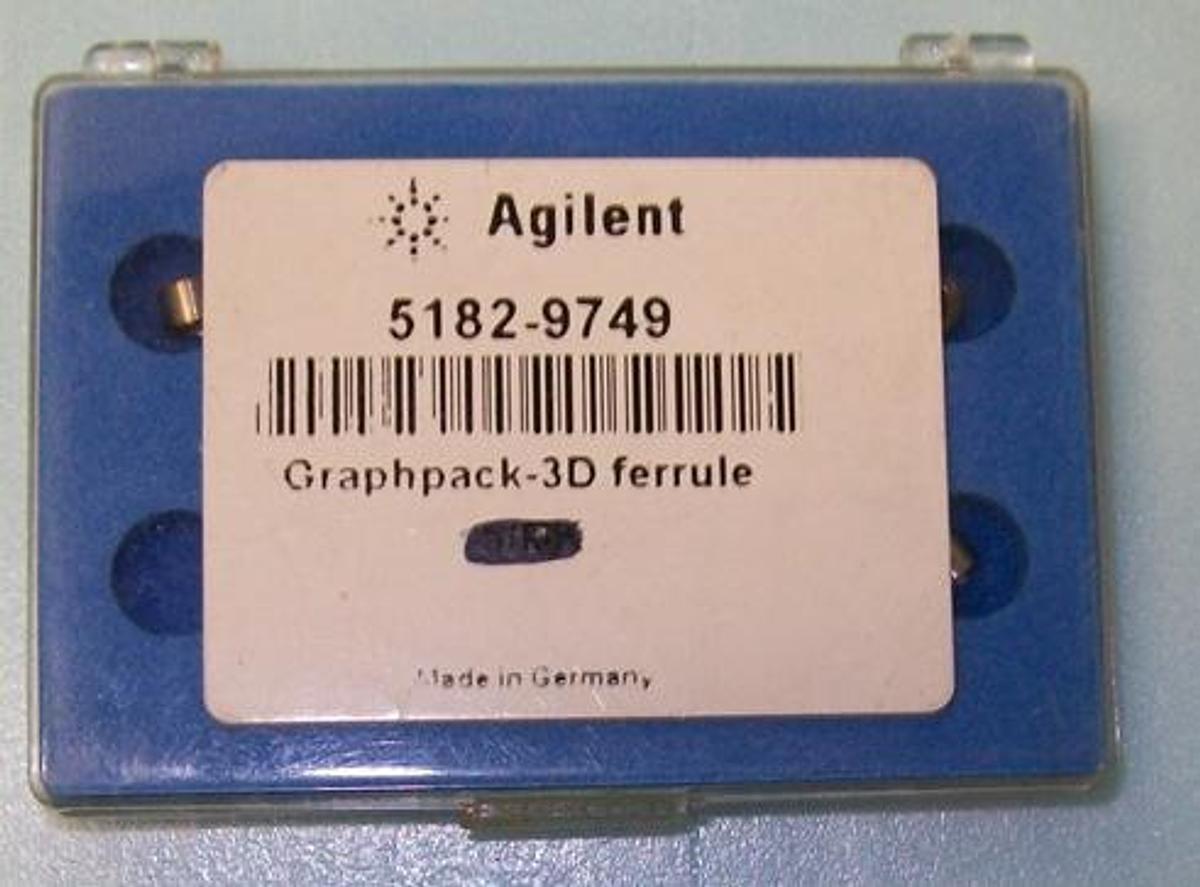 Agilent
5182-9749
Graphpack-3D ferrule
Made in Germany